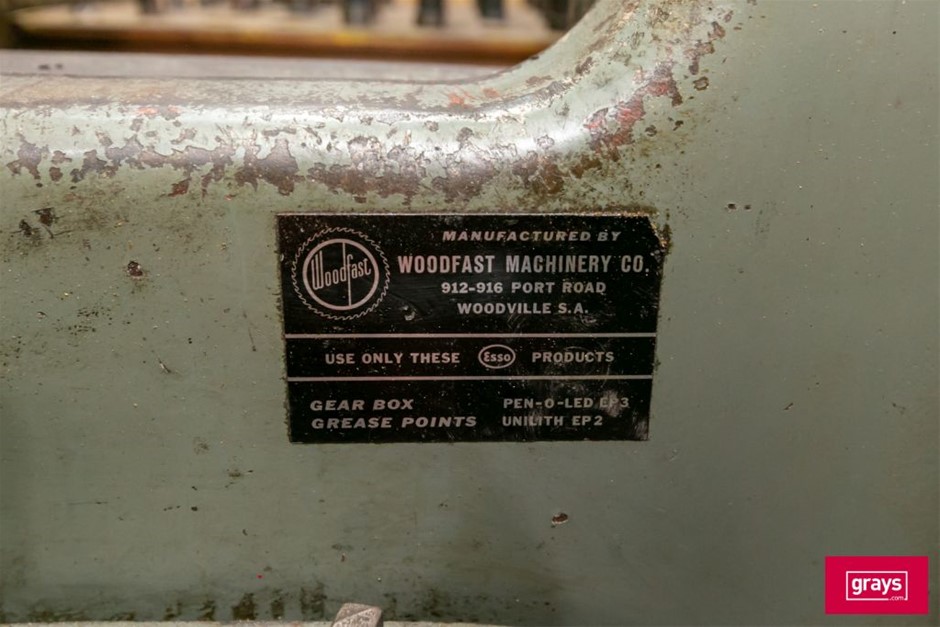 Woodfast
MANUFACTURED BY
WOODFAST MACHINERY CO.
912-916 PORT ROAD
WOODVILLE S.A.
USE ONLY THESE Esso PRODUCTS
GEAR BOX PEN-O-LED EP3
GREASE POINTS UNILITH EP2
grays
.com